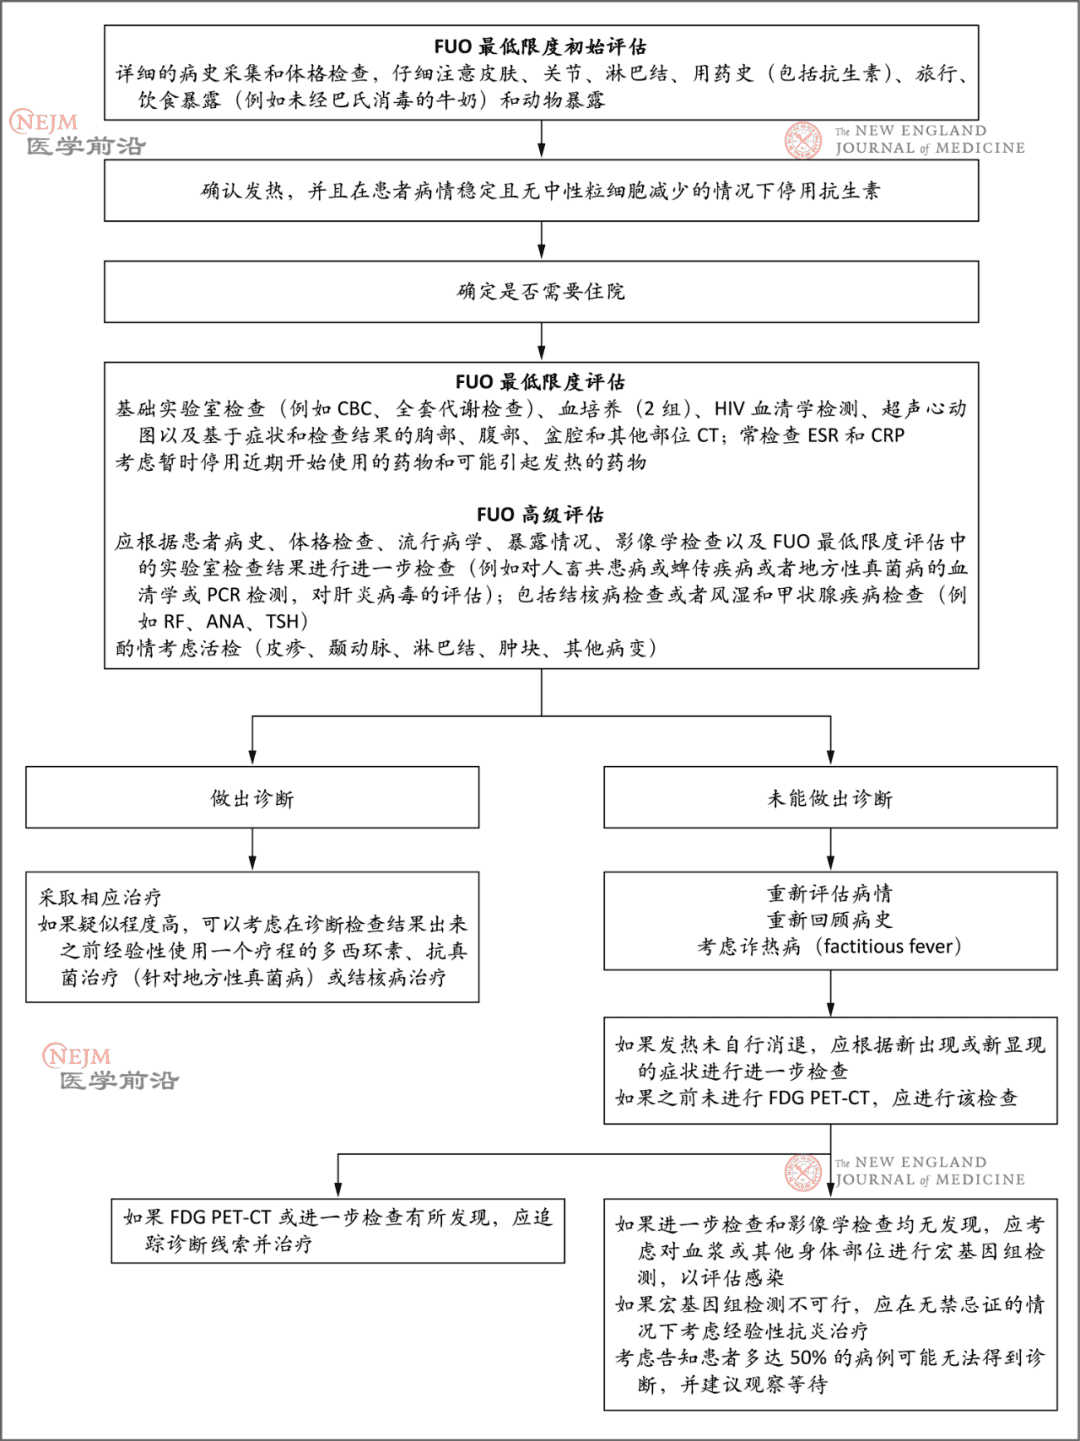 FUO 最低限度初始评估
详细的病史采集和体格检查，仔细注意皮肤、关节、淋巴结、用药史（包括抗生素）、旅行、
饮食暴露（例如未经巴氏消毒的牛奶）和动物暴露
NEJM
医学前沿
The NEW ENGLAND
JOURNAL of MEDICINE
确认发热，并且在患者病情稳定且无中性粒细胞减少的情况下停用抗生素
确定是否需要住院
FUO 最低限度评估
基础实验室检查（例如 CBC、全套代谢检查）、血培养（2 组）、HIV 血清学检测、超声心动
图以及基于症状和检查结果的胸部、腹部、盆腔和其他部位 CT；常检查 ESR 和 CRP
考虑暂时停用近期开始使用的药物和可能引起发热的药物
FUO 高级评估
应根据患者病史、体格检查、流行病学、暴露情况、影像学检查以及 FUO 最低限度评估中
的实验室检查结果进行进一步检查（例如对人畜共患病或蜱传疾病或者地方性真菌病的血
清学或 PCR 检测，对肝炎病毒的评估）；包括结核病检查或者风湿和甲状腺疾病检查（例
如 RF、ANA、TSH）
酌情考虑活检（皮疹、颞动脉、淋巴结、肿块、其他病变）
做出诊断
采取相应治疗
如果疑似程度高，可以考虑在诊断检查结果出来
之前经验性使用一个疗程的多西环素、抗真
菌治疗（针对地方性真菌病）或结核病治疗
未能做出诊断
重新评估病情
重新回顾病史
考虑诈热病（factitious fever）
如果发热未自行消退，应根据新出现或新显现
的症状进行进一步检查
如果之前未进行 FDG PET-CT，应进行该检查
NEJM
医学前沿
The NEW ENGLAND
JOURNAL of MEDICINE
如果 FDG PET-CT 或进一步检查有所发现，应追
踪诊断线索并治疗
如果进一步检查和影像学检查均无发现，应考
虑对血浆或其他身体部位进行宏基因组检
测，以评估感染
如果宏基因组检测不可行，应在无禁忌证的情
况下考虑经验性抗炎治疗
考虑告知患者多达 50% 的病例可能无法得到诊
断，并建议观察等待